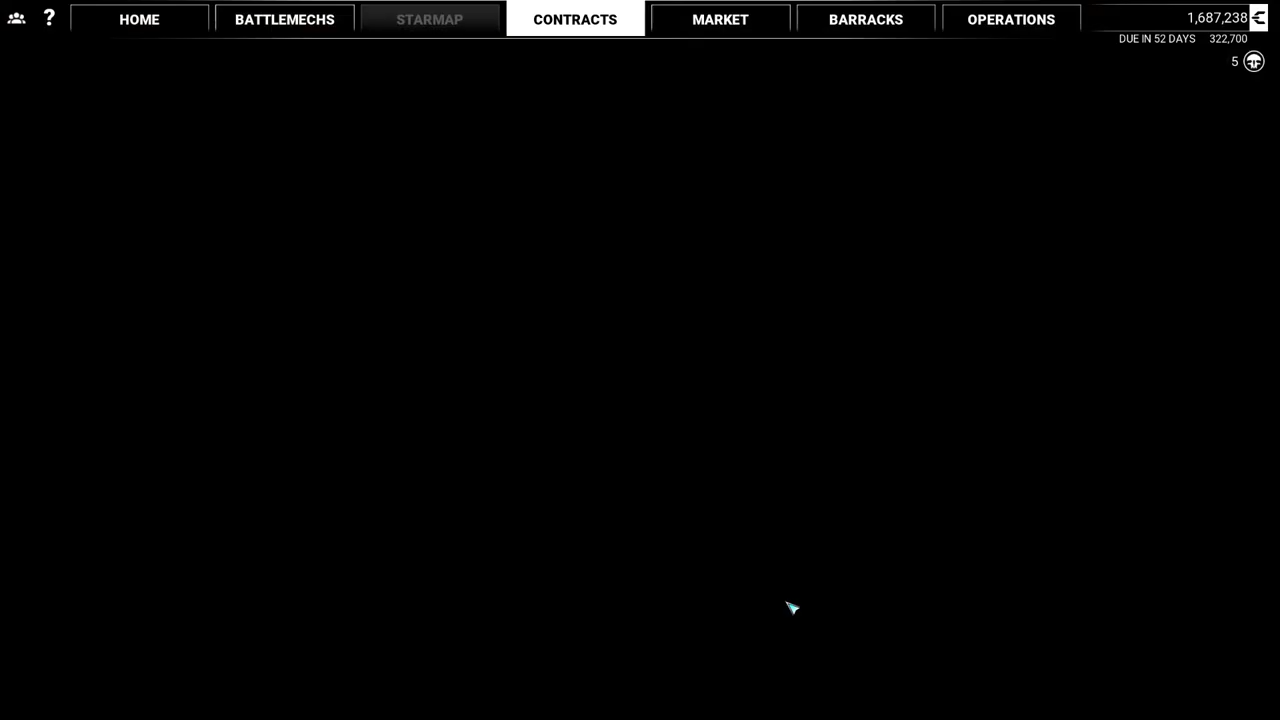 ? HOME BATTLEMECHS STARMAP CONTRACTS MARKET BARRACKS OPERATIONS 1,687,238
DUE IN 52 DAYS 322,700
5